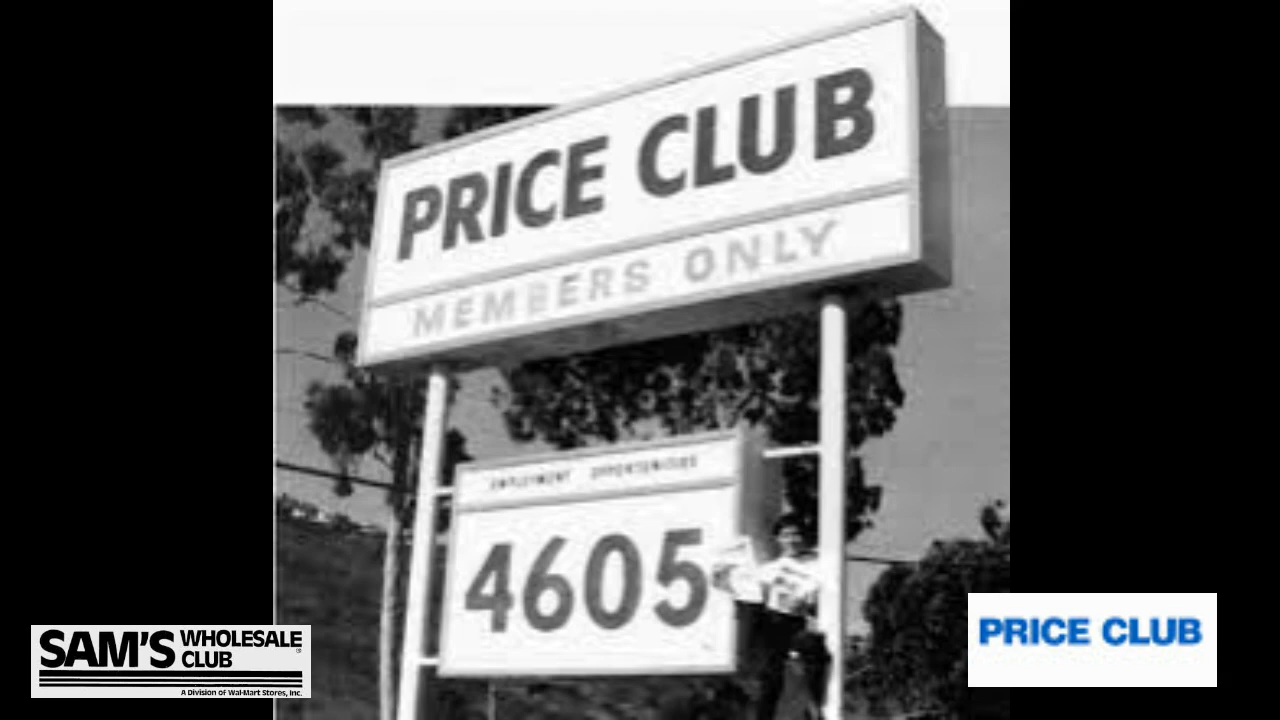 PRICE CLUB
MEMBERS ONLY
EMPLOYMENT OPPORTUNITIES
4605
SAM'S WHOLESALE CLUB®
A Division of Wal-Mart Stores, Inc.
PRICE CLUB